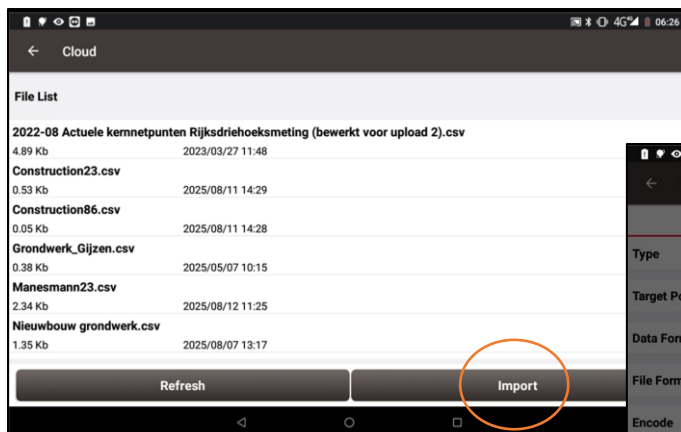 4G 06:26
Cloud
File List
2022-08 Actuele kernnetpunten Rijksdriehoeksmeting (bewerkt voor upload 2).csv
4.89 Kb 2023/03/27 11:48
Construction23.csv
0.53 Kb 2025/08/11 14:29
Construction86.csv
0.05 Kb 2025/08/11 14:28
Grondwerk_Gijzen.csv
0.38 Kb 2025/05/07 10:15
Manesmann23.csv
2.34 Kb 2025/08/12 11:25
Nieuwbouw grondwerk.csv
1.35 Kb 2025/08/07 13:17
Refresh Import
Type
Target Po
Data Forn
File Form
Encode